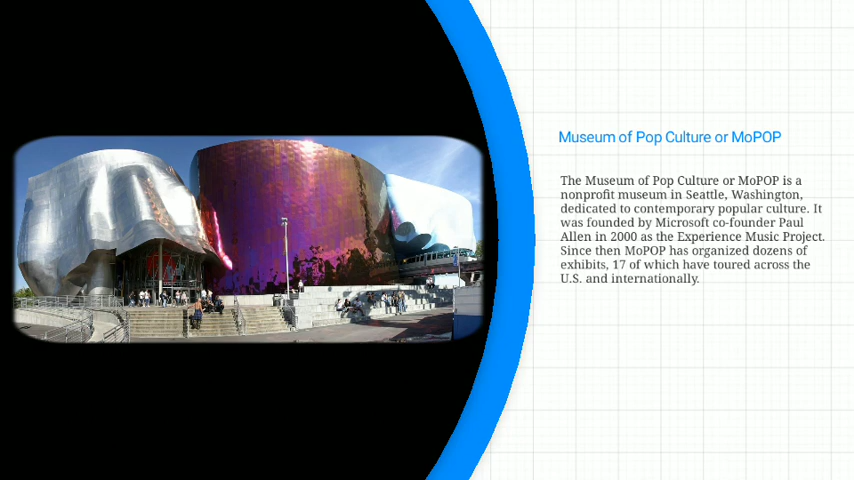 Museum of Pop Culture or MoPOP
The Museum of Pop Culture or MoPOP is a
nonprofit museum in Seattle, Washington,
dedicated to contemporary popular culture. It
was founded by Microsoft co-founder Paul
Allen in 2000 as the Experience Music Project.
Since then MoPOP has organized dozens of
exhibits, 17 of which have toured across the
U.S. and internationally.